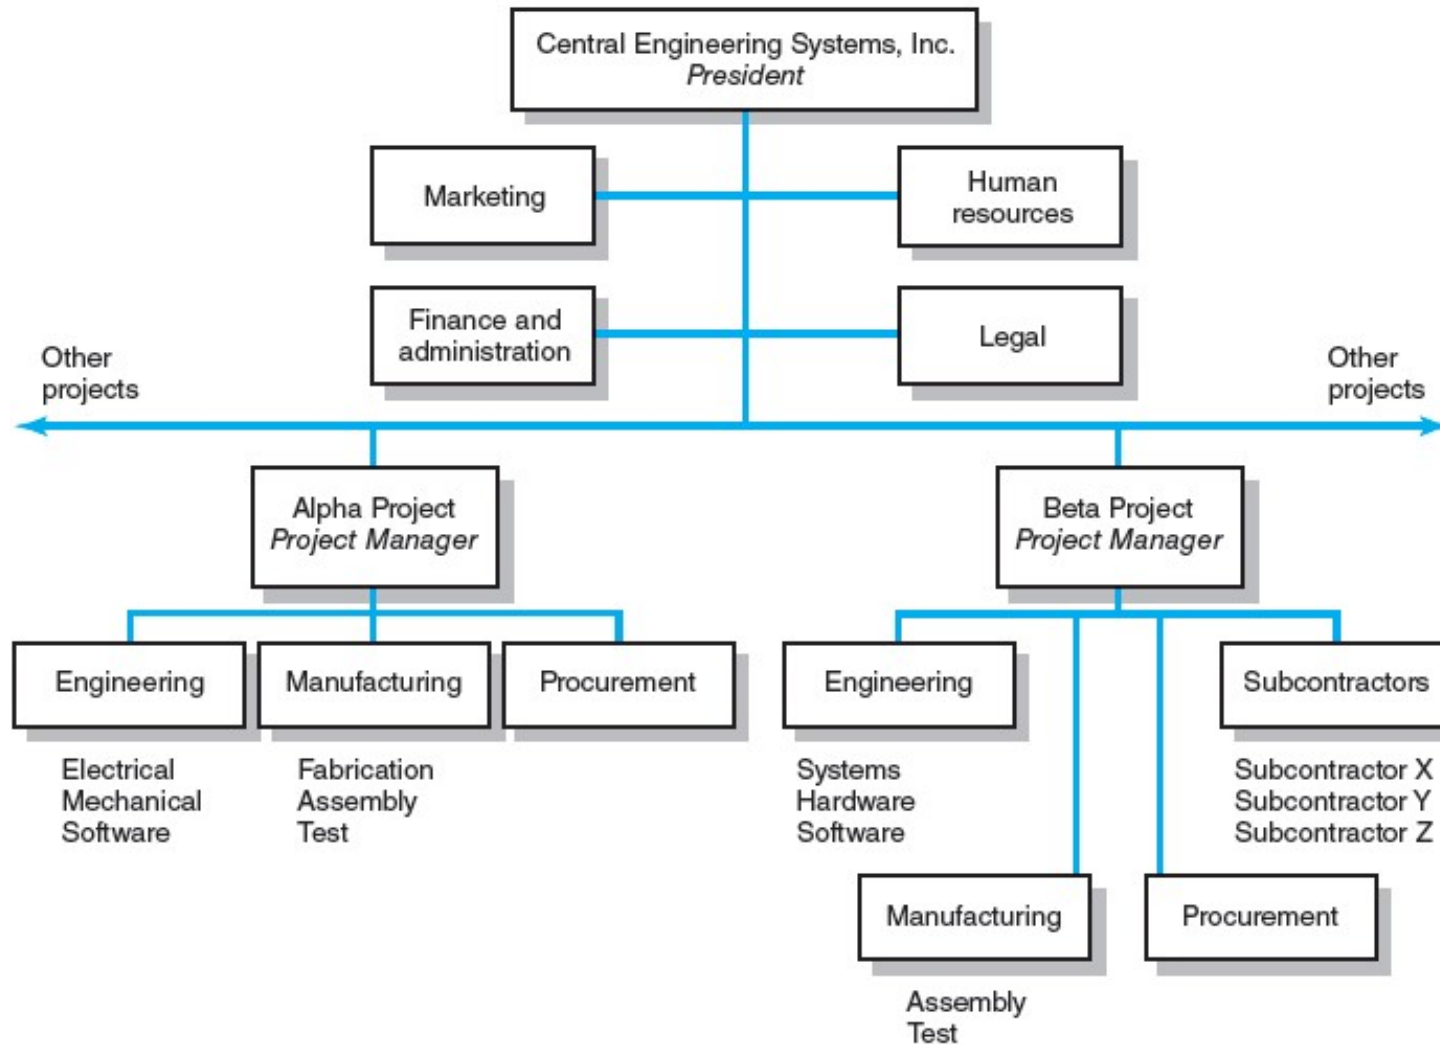 Central Engineering Systems, Inc.
President
Marketing
Human
resources
Finance and
administration
Legal
Other
projects
Other
projects
Alpha Project
Project Manager
Beta Project
Project Manager
Engineering
Manufacturing
Procurement
Engineering
Subcontractors
Electrical
Mechanical
Software
Fabrication
Assembly
Test
Systems
Hardware
Software
Subcontractor X
Subcontractor Y
Subcontractor Z
Manufacturing
Procurement
Assembly
Test